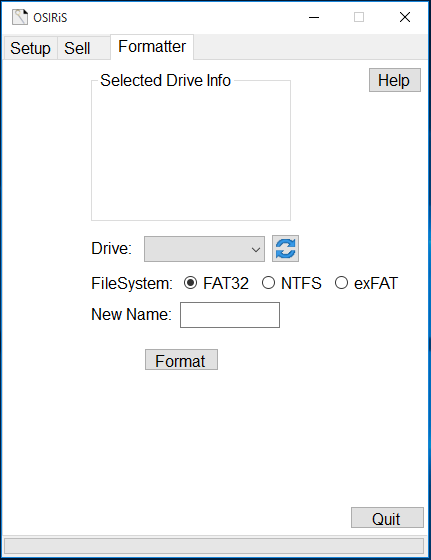 OSIRiS
Setup Sell Formatter
Selected Drive Info
Help
Drive:
FileSystem: FAT32 NTFS exFAT
New Name:
Format
Quit